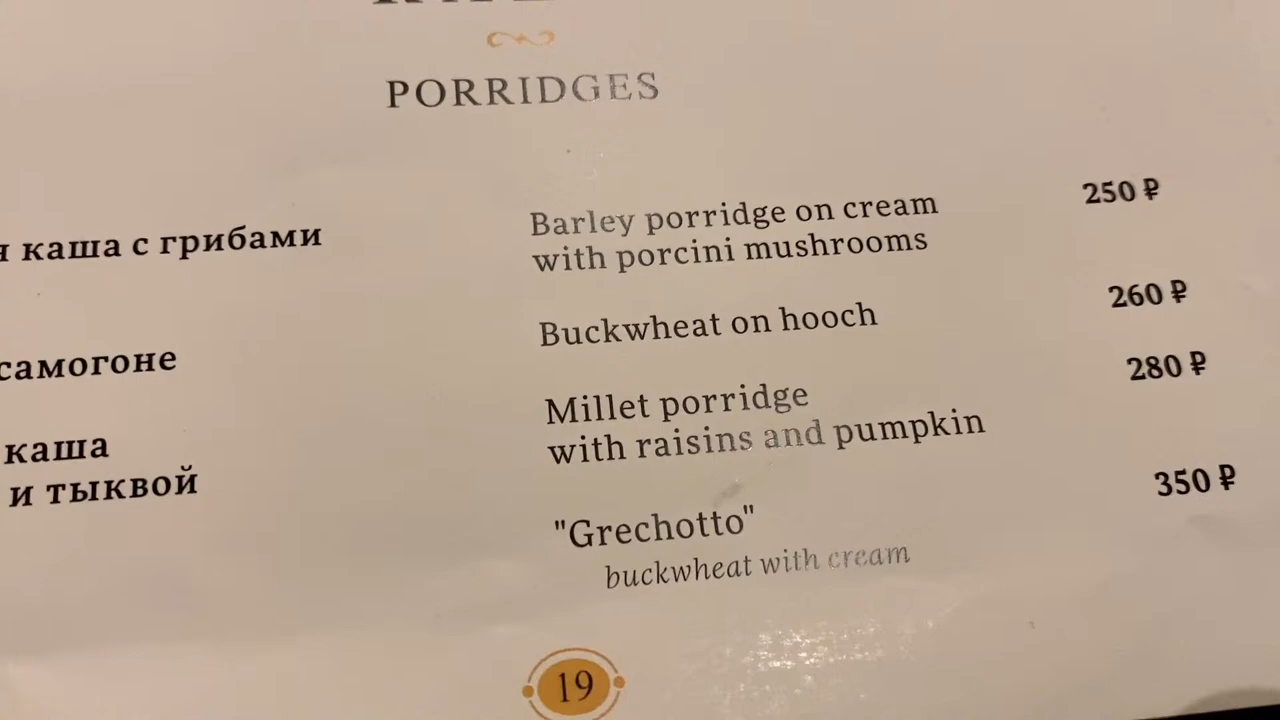 PORRIDGES
каша с грибами
Barley porridge on cream
with porcini mushrooms
250 ₽
самогоне
Buckwheat on hooch
260 ₽
каша
и тыквой
Millet porridge
with raisins and pumpkin
280 ₽
"Grechotto"
buckwheat with cream
350 ₽
19